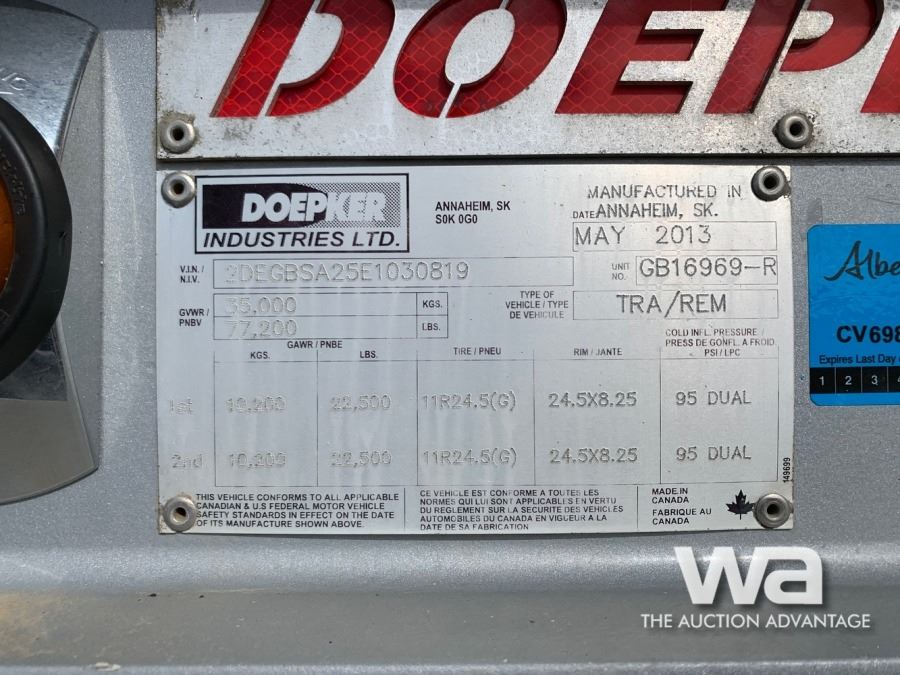 DOEP
DOEPKER
INDUSTRIES LTD.
ANNAHEIM, SK
S0K 0G0
MANUFACTURED IN
DATE ANNAHEIM, SK.
MAY 2013
V.I.N./
N.I.V.
2DEGBSA25E1030819
UNIT
NO.
GB16969-R
GVWR/
PNBV
35,000 KGS.
77,200 LBS.
TYPE OF
VEHICLE/TYPE
DE VEHICULE
TRA/REM
GAWR/PNBE
KGS. LBS. TIRE/PNEU RIM/JANTE
COLD INFL. PRESSURE/
PRESS DE GONFL. A FROID
PSI/LPC
1st 10,200 22,500 11R24.5(G) 24.5X8.25 95 DUAL
2nd 10,200 22,500 11R24.5(G) 24.5X8.25 95 DUAL
149699
THIS VEHICLE CONFORMS TO ALL APPLICABLE
CANADIAN & U.S FEDERAL MOTOR VEHICLE
SAFETY STANDARDS IN EFFECT ON THE DATE
OF ITS MANUFACTURE SHOWN ABOVE.
CE VEHICLE EST CONFORME A TOUTES LES
NORMES QUI LUI SONT APPLICABLES EN VERTU
DU REGLEMENT SUR LA SECURITE DES VEHICLES
AUTOMOBILES DU CANADA EN VIGUEUR A LA
DATE DE SA FABRICATION
MADE IN
CANADA
FABRIQUE AU
CANADA
Albe
CV698
Expires Last Day
1 2 3 4
wa
THE AUCTION ADVANTAGE